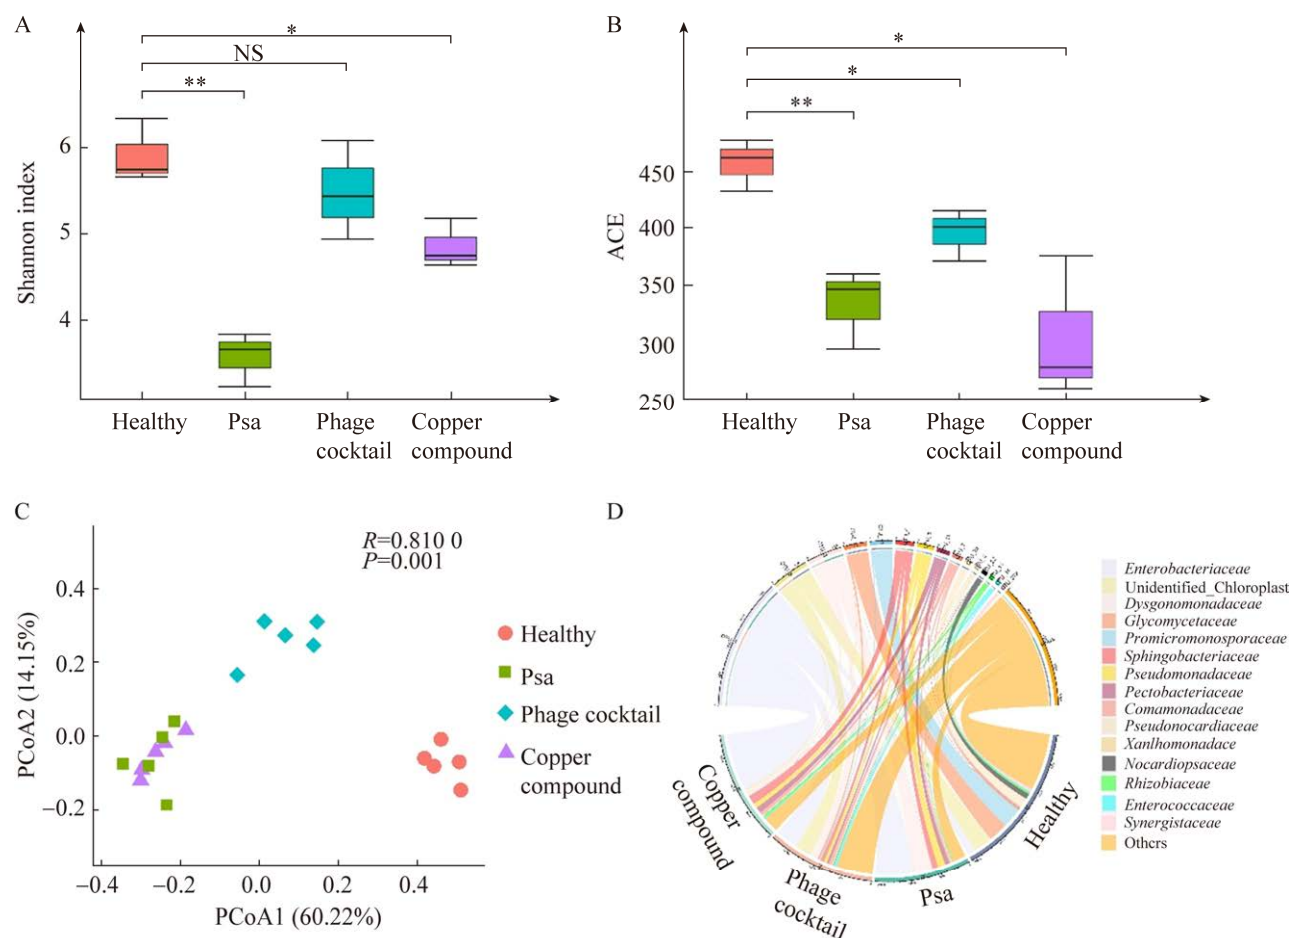 A
*
NS
**
6
5
4
Shannon index
Healthy
Psa
Phage
cocktail
Copper
compound
B
*
*
**
450
400
350
300
250
ACE
Healthy
Psa
Phage
cocktail
Copper
compound
C
R=0.810 0
P=0.001
0.4
0.2
0.0
−0.2
PCoA2 (14.15%)
−0.4
−0.2
0.0
0.2
0.4
PCoA1 (60.22%)
Healthy
Psa
Phage cocktail
Copper
compound
D
Copper
compound
Phage
cocktail
Psa
Healthy
Enterobacteriaceae
Unidentified_Chloroplast
Dysgonomonadaceae
Glycomycetaceae
Promicromonosporaceae
Sphingobacteriaceae
Pseudomonadaceae
Pectobacteriaceae
Comamonadaceae
Pseudonocardiaceae
Xanlhomonadace
Nocardiopsaceae
Rhizobiaceae
Enterococcaceae
Synergistaceae
Others